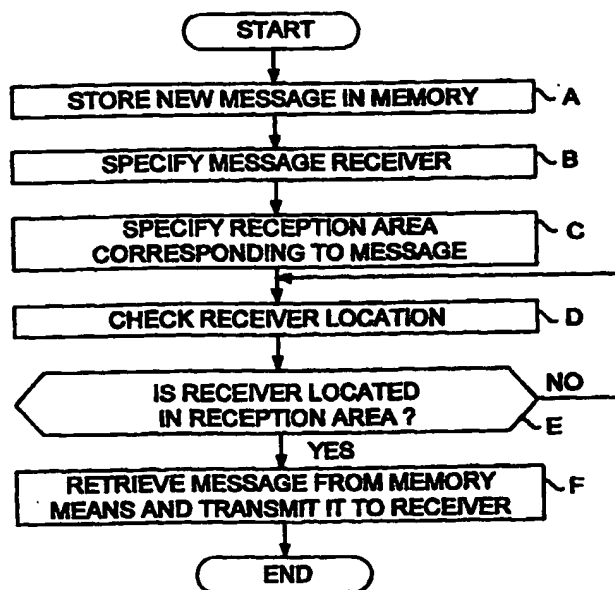 START
STORE NEW MESSAGE IN MEMORY
A
SPECIFY MESSAGE RECEIVER
B
SPECIFY RECEPTION AREA
CORRESPONDING TO MESSAGE
C
CHECK RECEIVER LOCATION
D
IS RECEIVER LOCATED
IN RECEPTION AREA ?
NO
E
YES
RETRIEVE MESSAGE FROM MEMORY
MEANS AND TRANSMIT IT TO RECEIVER
F
END